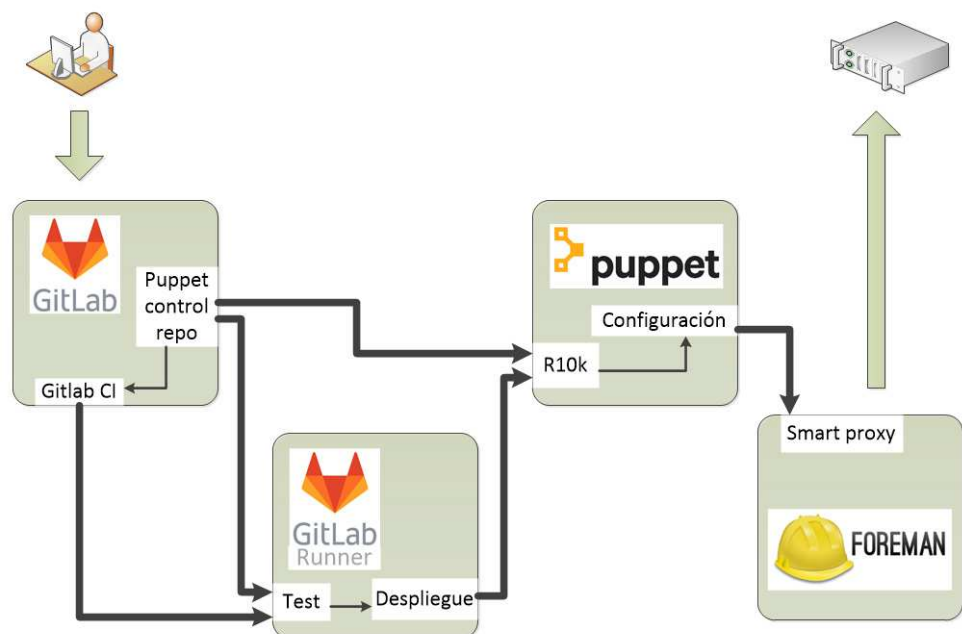 GitLab
Puppet
control
repo
Gitlab CI
puppet
Configuración
R10k
Smart proxy
FOREMAN
GitLab
Runner
Test
Despliegue